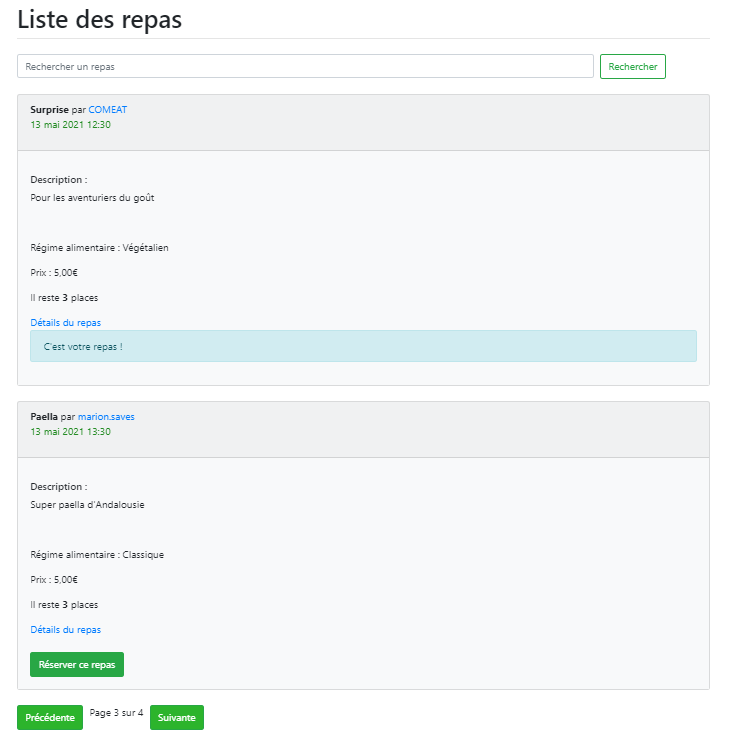 Liste des repas
Rechercher un repas
Rechercher
Surprise par COMEAT
13 mai 2021 12:30
Description :
Pour les aventuriers du goût
Régime alimentaire : Végétalien
Prix : 5,00€
Il reste 3 places
Détails du repas
C'est votre repas !
Paella par marion.saves
13 mai 2021 13:30
Description :
Super paella d'Andalousie
Régime alimentaire : Classique
Prix : 5,00€
Il reste 3 places
Détails du repas
Réserver ce repas
Précédente Page 3 sur 4 Suivante